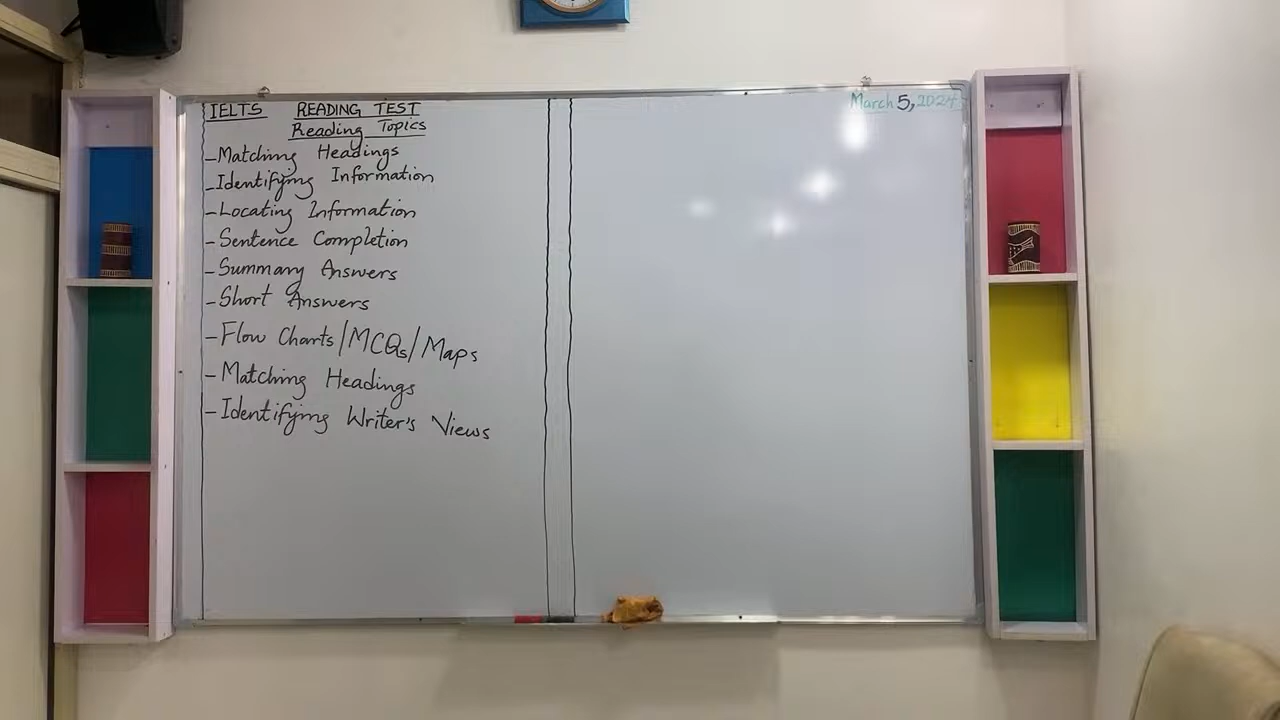 IELTS READING TEST
Reading Topics
- Matching Headings
- Identifying Information
- Locating Information
- Sentence Completion
- Summary Answers
- Short Answers
- Flow Charts/MCQs/Maps
- Matching Headings
- Identifying Writer's Views
March 5, 2024